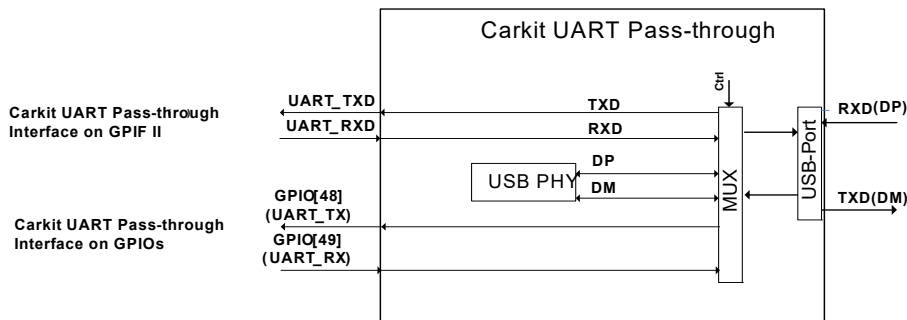 Carkit UART Pass-through
Ctrl
Carkit UART Pass-through
Interface on GPIF II
UART_TXD
UART_RXD
TXD
RXD
USB PHY
DP
DM
MUX
USB-Port
RXD(DP)
TXD(DM)
Carkit UART Pass-through
Interface on GPIOs
GPIO[48]
(UART_TX)
GPIO[49]
(UART_RX)